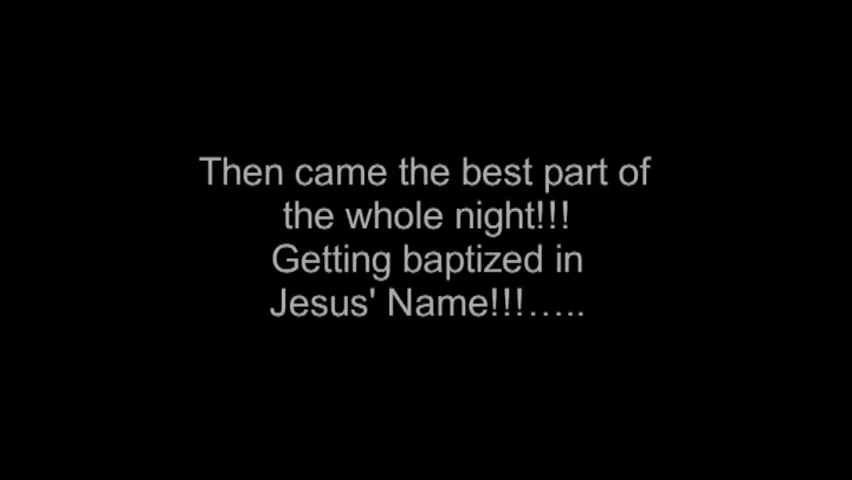 Then came the best part of
the whole night!!!
Getting baptized in
Jesus' Name!!!…..